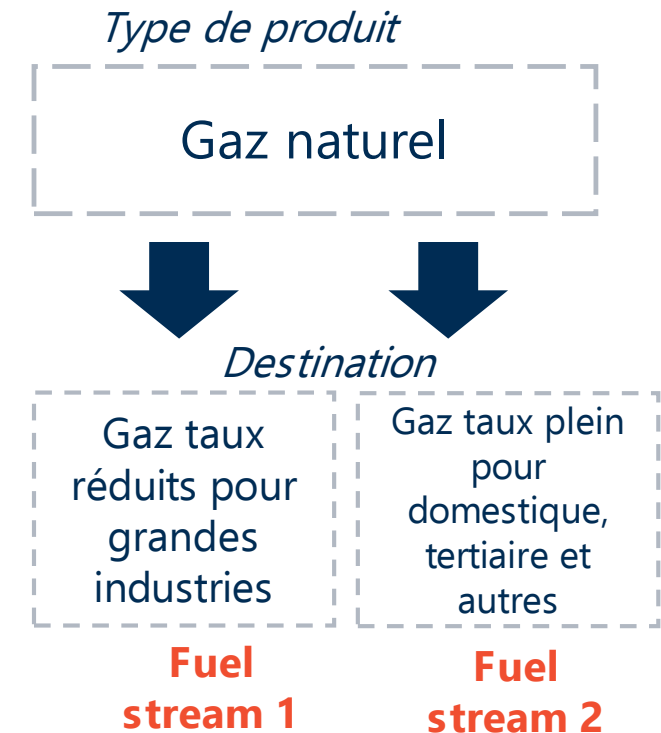 Type de produit
Gaz naturel
Destination
Gaz taux
réduits pour
grandes
industries
Gaz taux plein
pour
domestique,
tertiaire et
autres
Fuel
stream 1
Fuel
stream 2